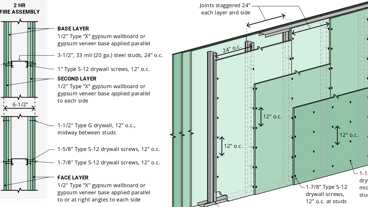 2 HR
FIRE ASSEMBLY
BASE LAYER
1/2" Type "X" gypsum wallboard or
gypsum veneer base applied parallel
3-1/2", 33 mil (20 ga.) steel studs, 24" o.c.
1" Type S-12 drywall screws, 12" o.c.
SECOND LAYER
1/2" Type "X" gypsum wallboard or
gypsum veneer base applied parallel
to each side
6-1/2"
1-1/2" Type G drywall, 12" o.c.,
midway between studs
1-5/8" Type S-12 drywall screws, 12" o.c.
1-7/8" Type S-12 drywall screws, 12" o.c.
FACE LAYER
1/2" Type "X" gypsum wallboard or
gypsum veneer base applied parallel
to or at right angles to each side
Joints staggered 24"
each layer and side
24" o.c.
12" o.c.
12" o.c.
12" o.c.
1-7/8" Type S-12
drywall screws,
12" o.c. at studs